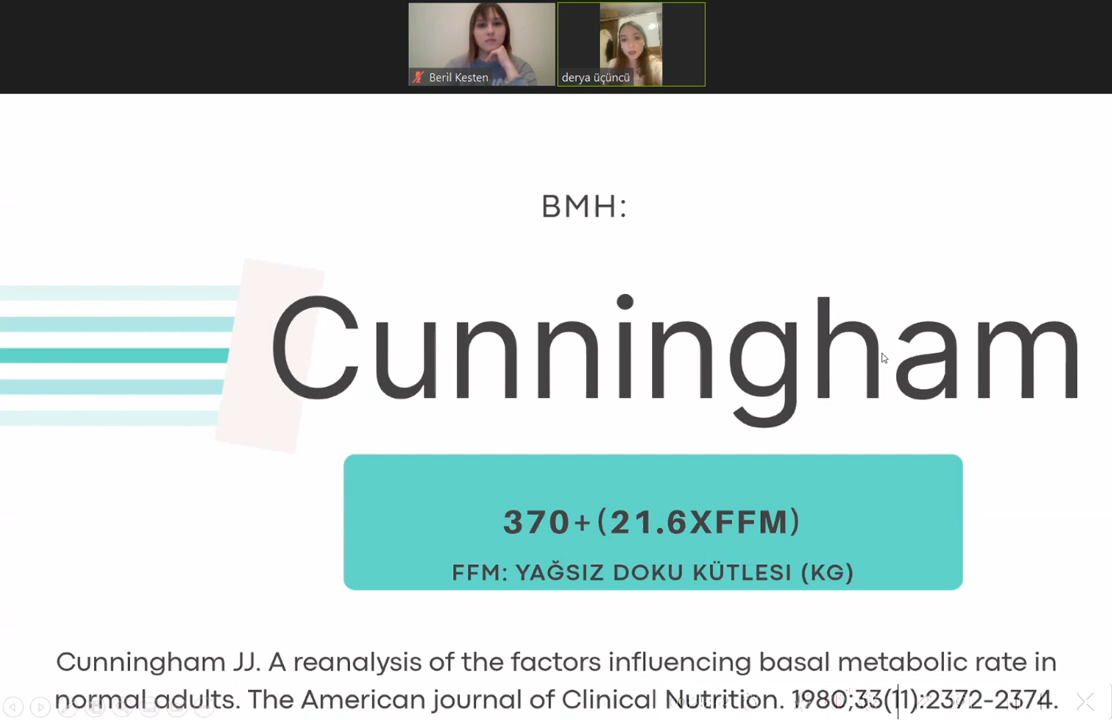 Beril Kesten
derya üçüncü
BMH:
Cunningham
370+(21.6XFFM)
FFM: YAĞSIZ DOKU KÜTLESI (KG)
Cunningham JJ. A reanalysis of the factors influencing basal metabolic rate in
normal adults. The American journal of Clinical Nutrition. 1980;33(11):2372-2374.